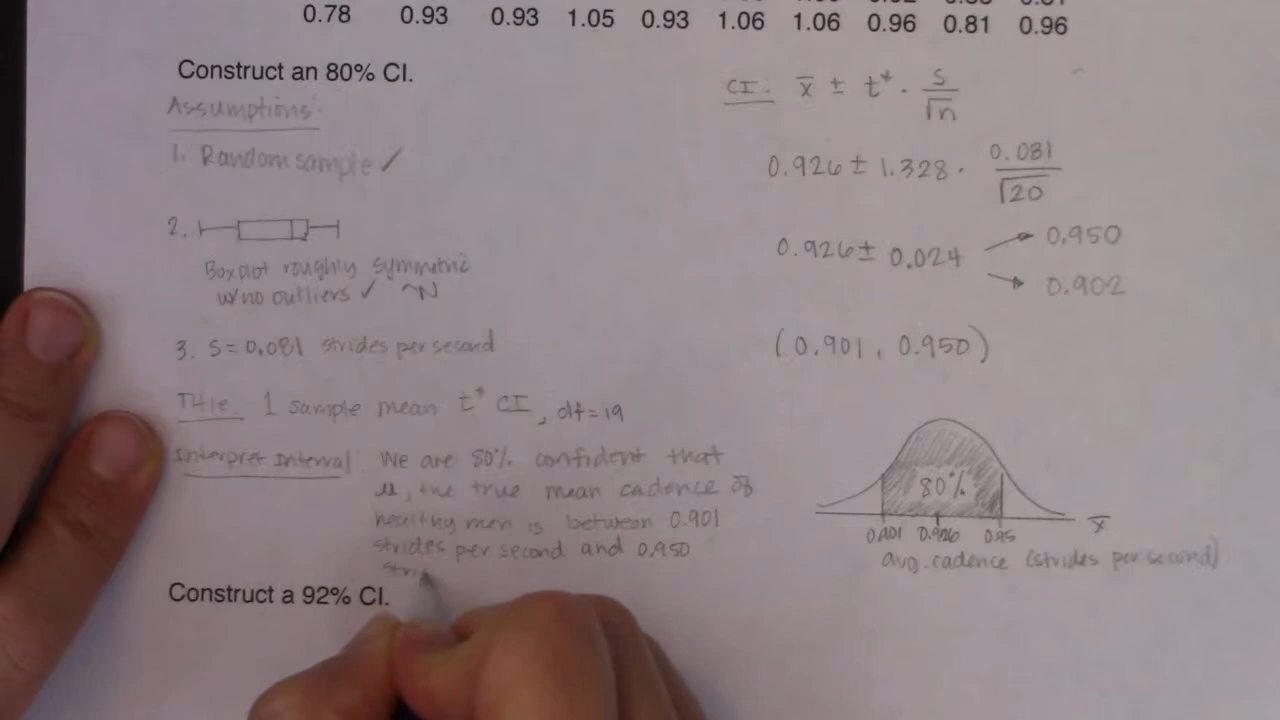 0.78 0.93 0.93 1.05 0.93 1.06 1.06 0.96 0.81 0.96
Construct an 80% CI.
Assumptions:
1. Random sample ✓
2.
Boxplot roughly symmetric
w/no outliers ✓ ~N
3. S = 0.081 strides per second
Title: 1 sample mean t* CI, df=19
Interpret Interval: We are 80% confident that
μ, the true mean cadence of
healthy men is between 0.901
strides per second and 0.950
stri
Construct a 92% CI.
CI: x̄ ± t* · s/√n
0.926 ± 1.328 · 0.081/√20
0.926 ± 0.024
0.950
0.902
(0.901, 0.950)
80%
x̄
0.901 0.926 0.95
avg. cadence (strides per second)